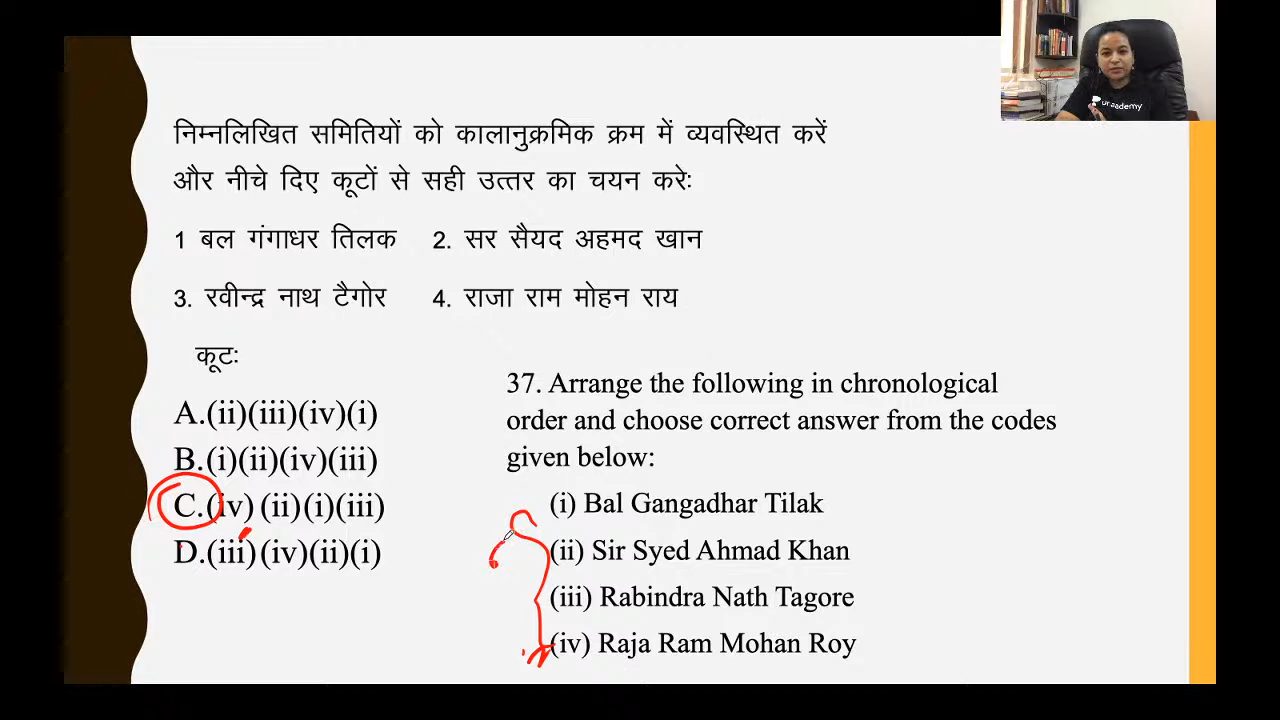 निम्नलिखित समितियों को कालानुक्रमिक क्रम में व्यवस्थित करें
और नीचे दिए कूटों से सही उत्तर का चयन करेः
1 बल गंगाधर तिलक 2. सर सैयद अहमद खान
3. रवीन्द्र नाथ टैगोर 4. राजा राम मोहन राय
कूटः
A.(ii)(iii)(iv)(i)
B.(i)(ii)(iv)(iii)
C.(iv) (ii)(i)(iii)
D.(iii)(iv)(ii)(i)
37. Arrange the following in chronological
order and choose correct answer from the codes
given below:
(i) Bal Gangadhar Tilak
(ii) Sir Syed Ahmad Khan
(iii) Rabindra Nath Tagore
(iv) Raja Ram Mohan Roy